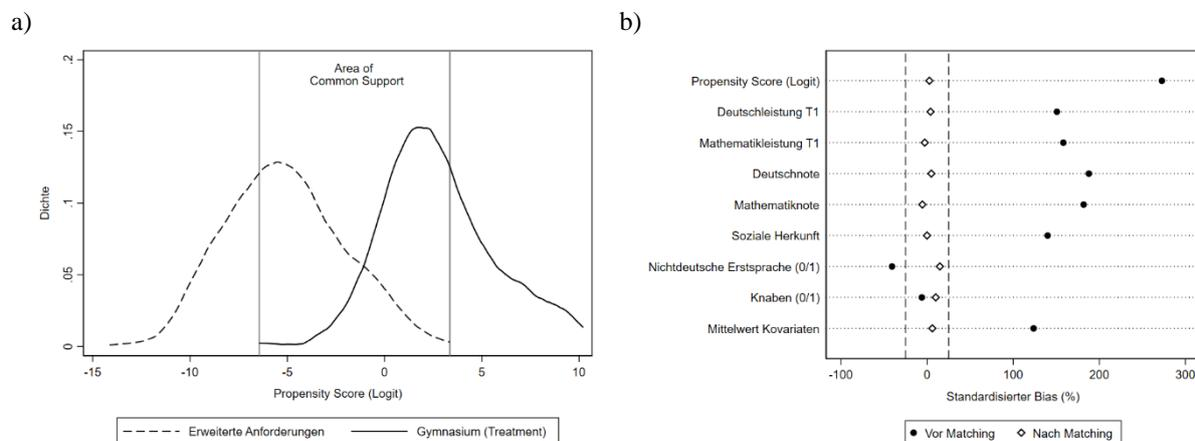 a)
Area of
Common Support
.2
.15
.1
.05
0
Dichte
-15
-10
-5
0
5
10
Propensity Score (Logit)
Erweiterte Anforderungen
Gymnasium (Treatment)
b)
Propensity Score (Logit)
Deutschleistung T1
Mathematikleistung T1
Deutschnote
Mathematiknote
Soziale Herkunft
Nichtdeutsche Erstsprache (0/1)
Knaben (0/1)
Mittelwert Kovariaten
-100
0
100
200
300
Standardisierter Bias (%)
Vor Matching
Nach Matching